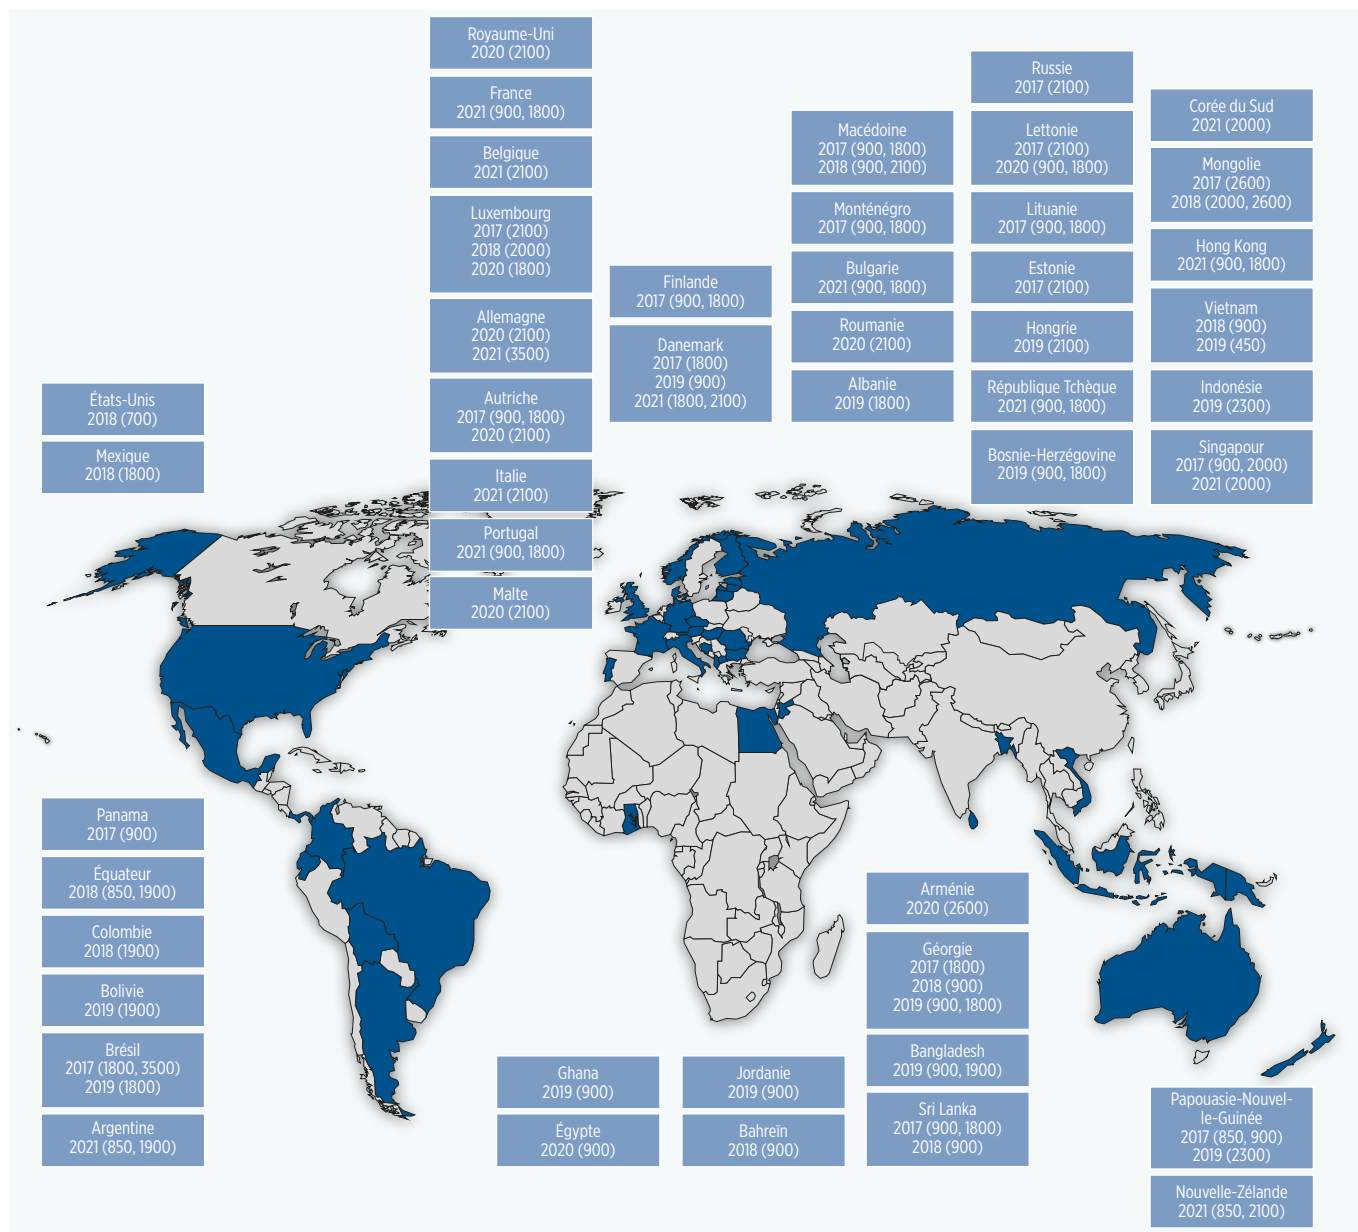 Royaume-Uni
2020 (2100)
France
2021 (900, 1800)
Belgique
2021 (2100)
Luxembourg
2017 (2100)
2018 (2000)
2020 (1800)
Allemagne
2020 (2100)
2021 (3500)
Autriche
2017 (900, 1800)
2020 (2100)
Italie
2021 (2100)
Portugal
2021 (900, 1800)
Malte
2020 (2100)
Finlande
2017 (900, 1800)
Danemark
2017 (1800)
2019 (900)
2021 (1800, 2100)
Macédoine
2017 (900, 1800)
2018 (900, 2100)
Monténégro
2017 (900, 1800)
Bulgarie
2021 (900, 1800)
Roumanie
2020 (2100)
Albanie
2019 (1800)
Russie
2017 (2100)
Lettonie
2017 (2100)
2020 (900, 1800)
Lituanie
2017 (900, 1800)
Estonie
2017 (2100)
Hongrie
2019 (2100)
République Tchèque
2021 (900, 1800)
Bosnie-Herzégovine
2019 (900, 1800)
Corée du Sud
2021 (2000)
Mongolie
2017 (2600)
2018 (2000, 2600)
Hong Kong
2021 (900, 1800)
Vietnam
2018 (900)
2019 (450)
Indonésie
2019 (2300)
Singapour
2017 (900, 2000)
2021 (2000)
États-Unis
2018 (700)
Mexique
2018 (1800)
Panama
2017 (900)
Équateur
2018 (850, 1900)
Colombie
2018 (1900)
Bolivie
2019 (1900)
Brésil
2017 (1800, 3500)
2019 (1800)
Argentine
2021 (850, 1900)
Ghana
2019 (900)
Égypte
2020 (900)
Jordanie
2019 (900)
Bahreïn
2018 (900)
Arménie
2020 (2600)
Géorgie
2017 (1800)
2018 (900)
2019 (900, 1800)
Bangladesh
2019 (900, 1900)
Sri Lanka
2017 (900, 1800)
2018 (900)
Papouasie-Nouvel-
le-Guinée
2017 (850, 900)
2019 (2300)
Nouvelle-Zélande
2021 (850, 2100)